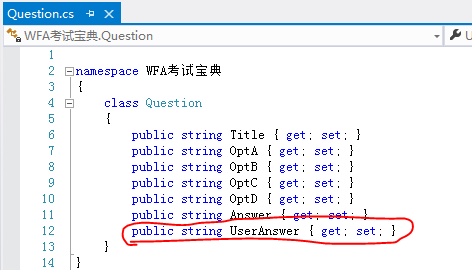 Question.cs
WFA考试宝典.Question
1
2 namespace WFA考试宝典
3 {
4 class Question
5 {
6 public string Title { get; set; }
7 public string OptA { get; set; }
8 public string OptB { get; set; }
9 public string OptC { get; set; }
10 public string OptD { get; set; }
11 public string Answer { get; set; }
12 public string UserAnswer { get; set; }
13 }
14 }